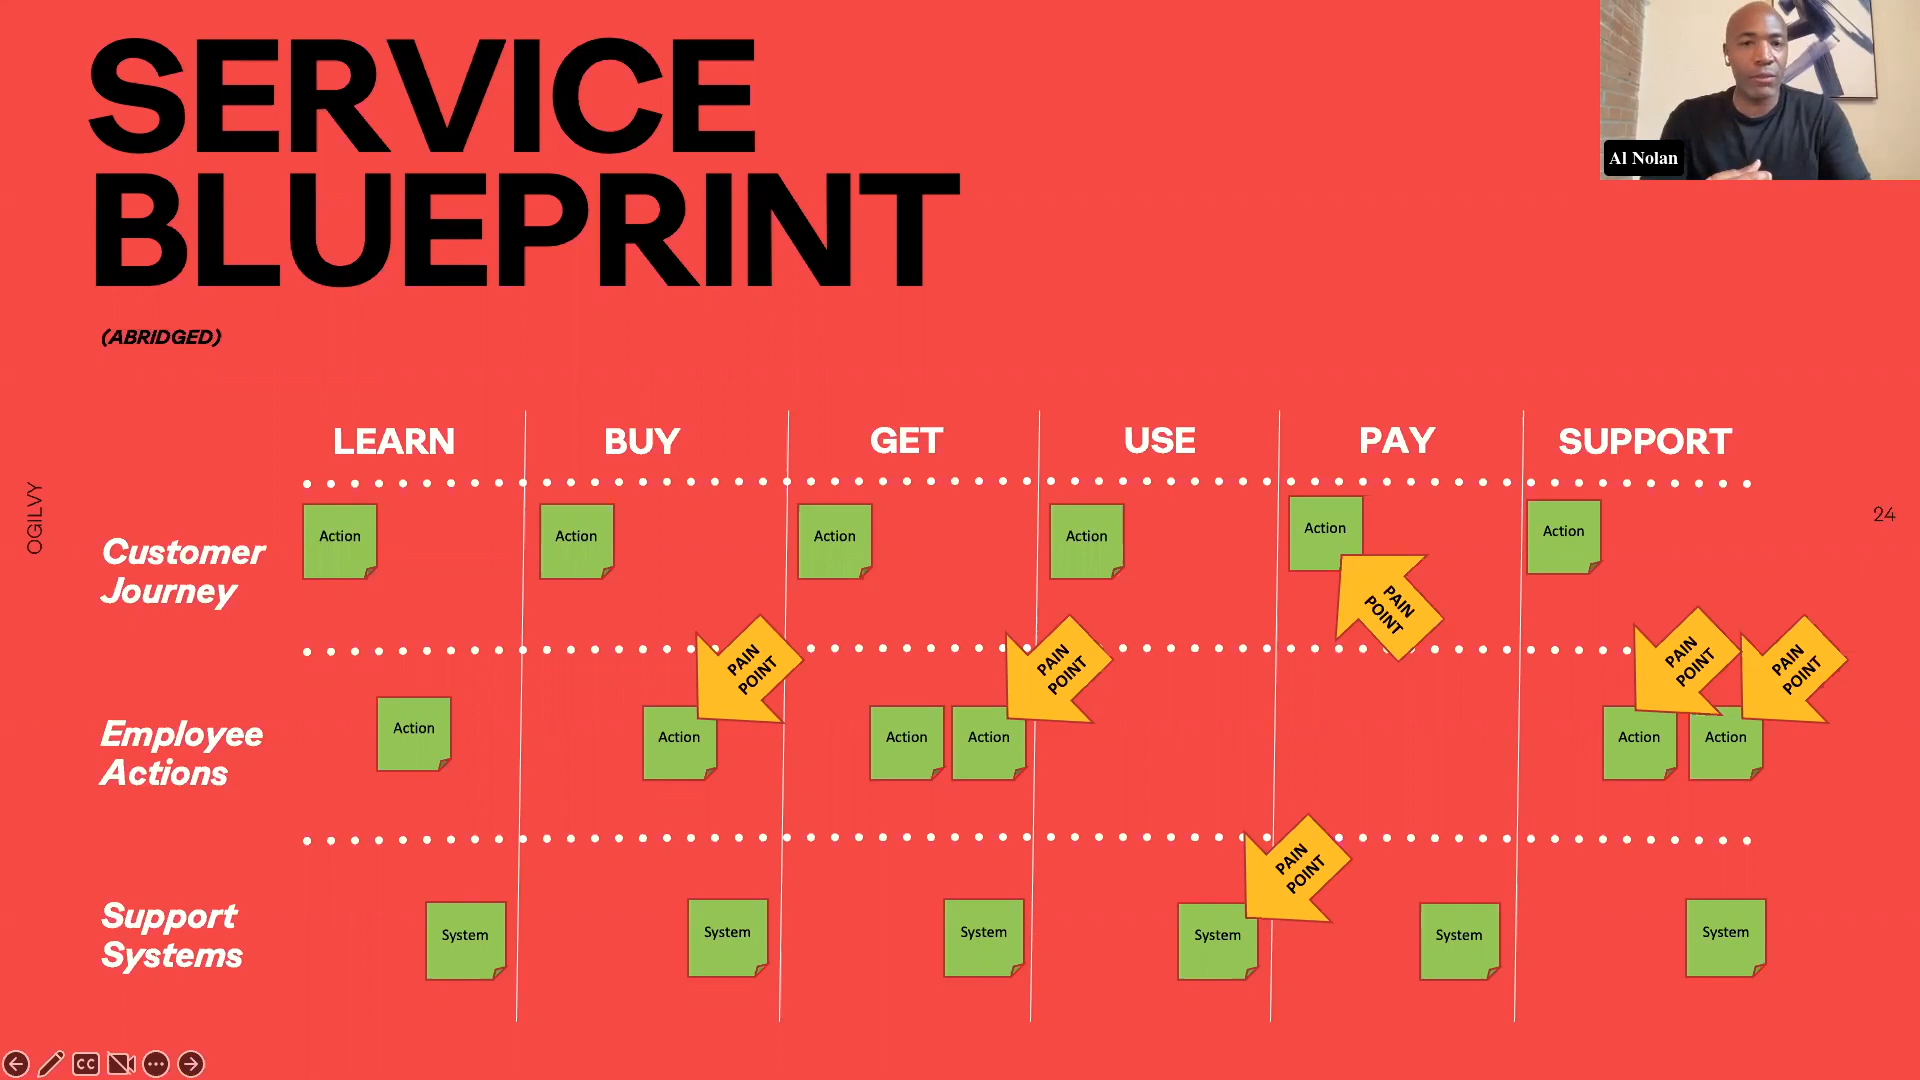 SERVICE
BLUEPRINT
(ABRIDGED)
Al Nolan
OGILVY
24
LEARN BUY GET USE PAY SUPPORT
Customer
Journey
Action Action Action Action Action Action
PAIN
POINT
Employee
Actions
PAIN
POINT
PAIN
POINT
PAIN
POINT
PAIN
POINT
Action Action Action Action Action Action
Support
Systems
PAIN
POINT
System System System System System System
CC